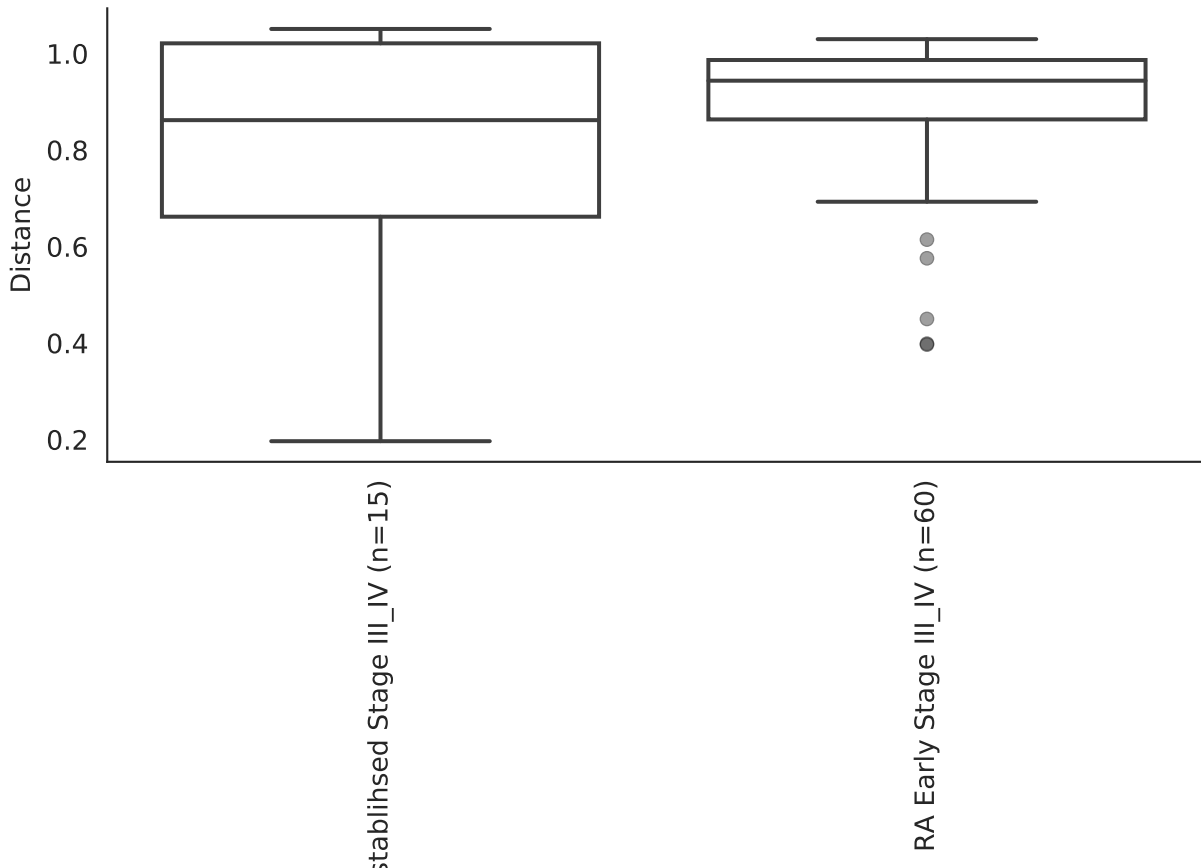 Distance
1.0
0.8
0.6
0.4
0.2
stablihsed Stage III_IV (n=15)
RA Early Stage III_IV (n=60)